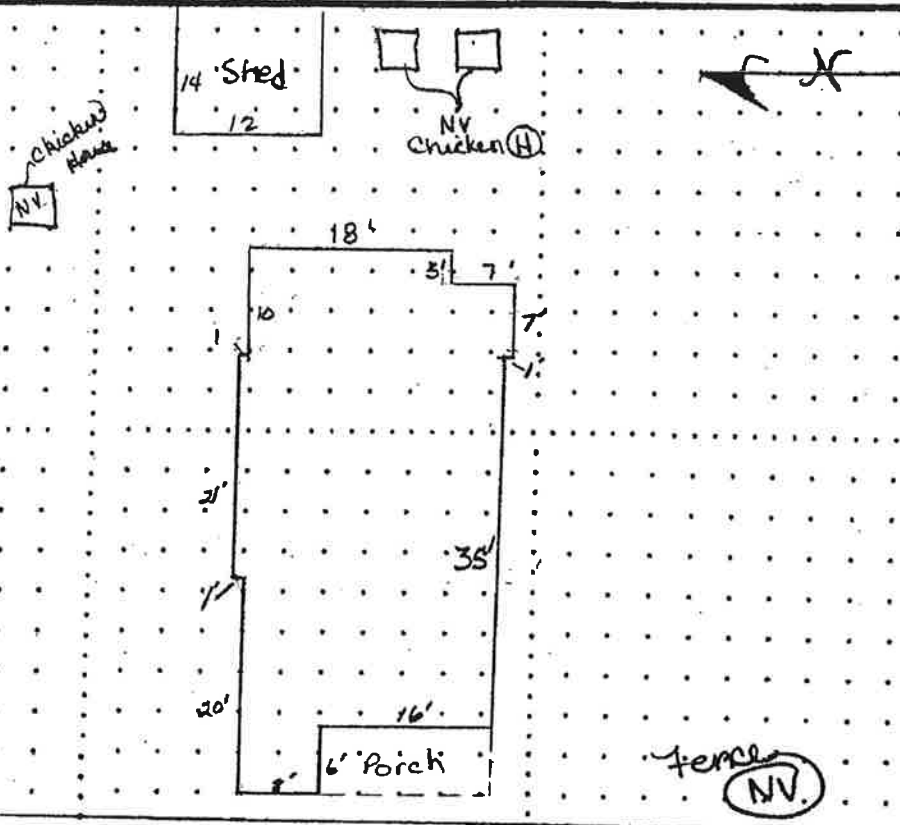 14 Shed
12
N
NV
Chicken (H)
Chicken
House
NV.
18'
3' 7'
10
7'
1
1'
21'
35'
1'
20'
16'
6' Porch
8'
Fence
NV.